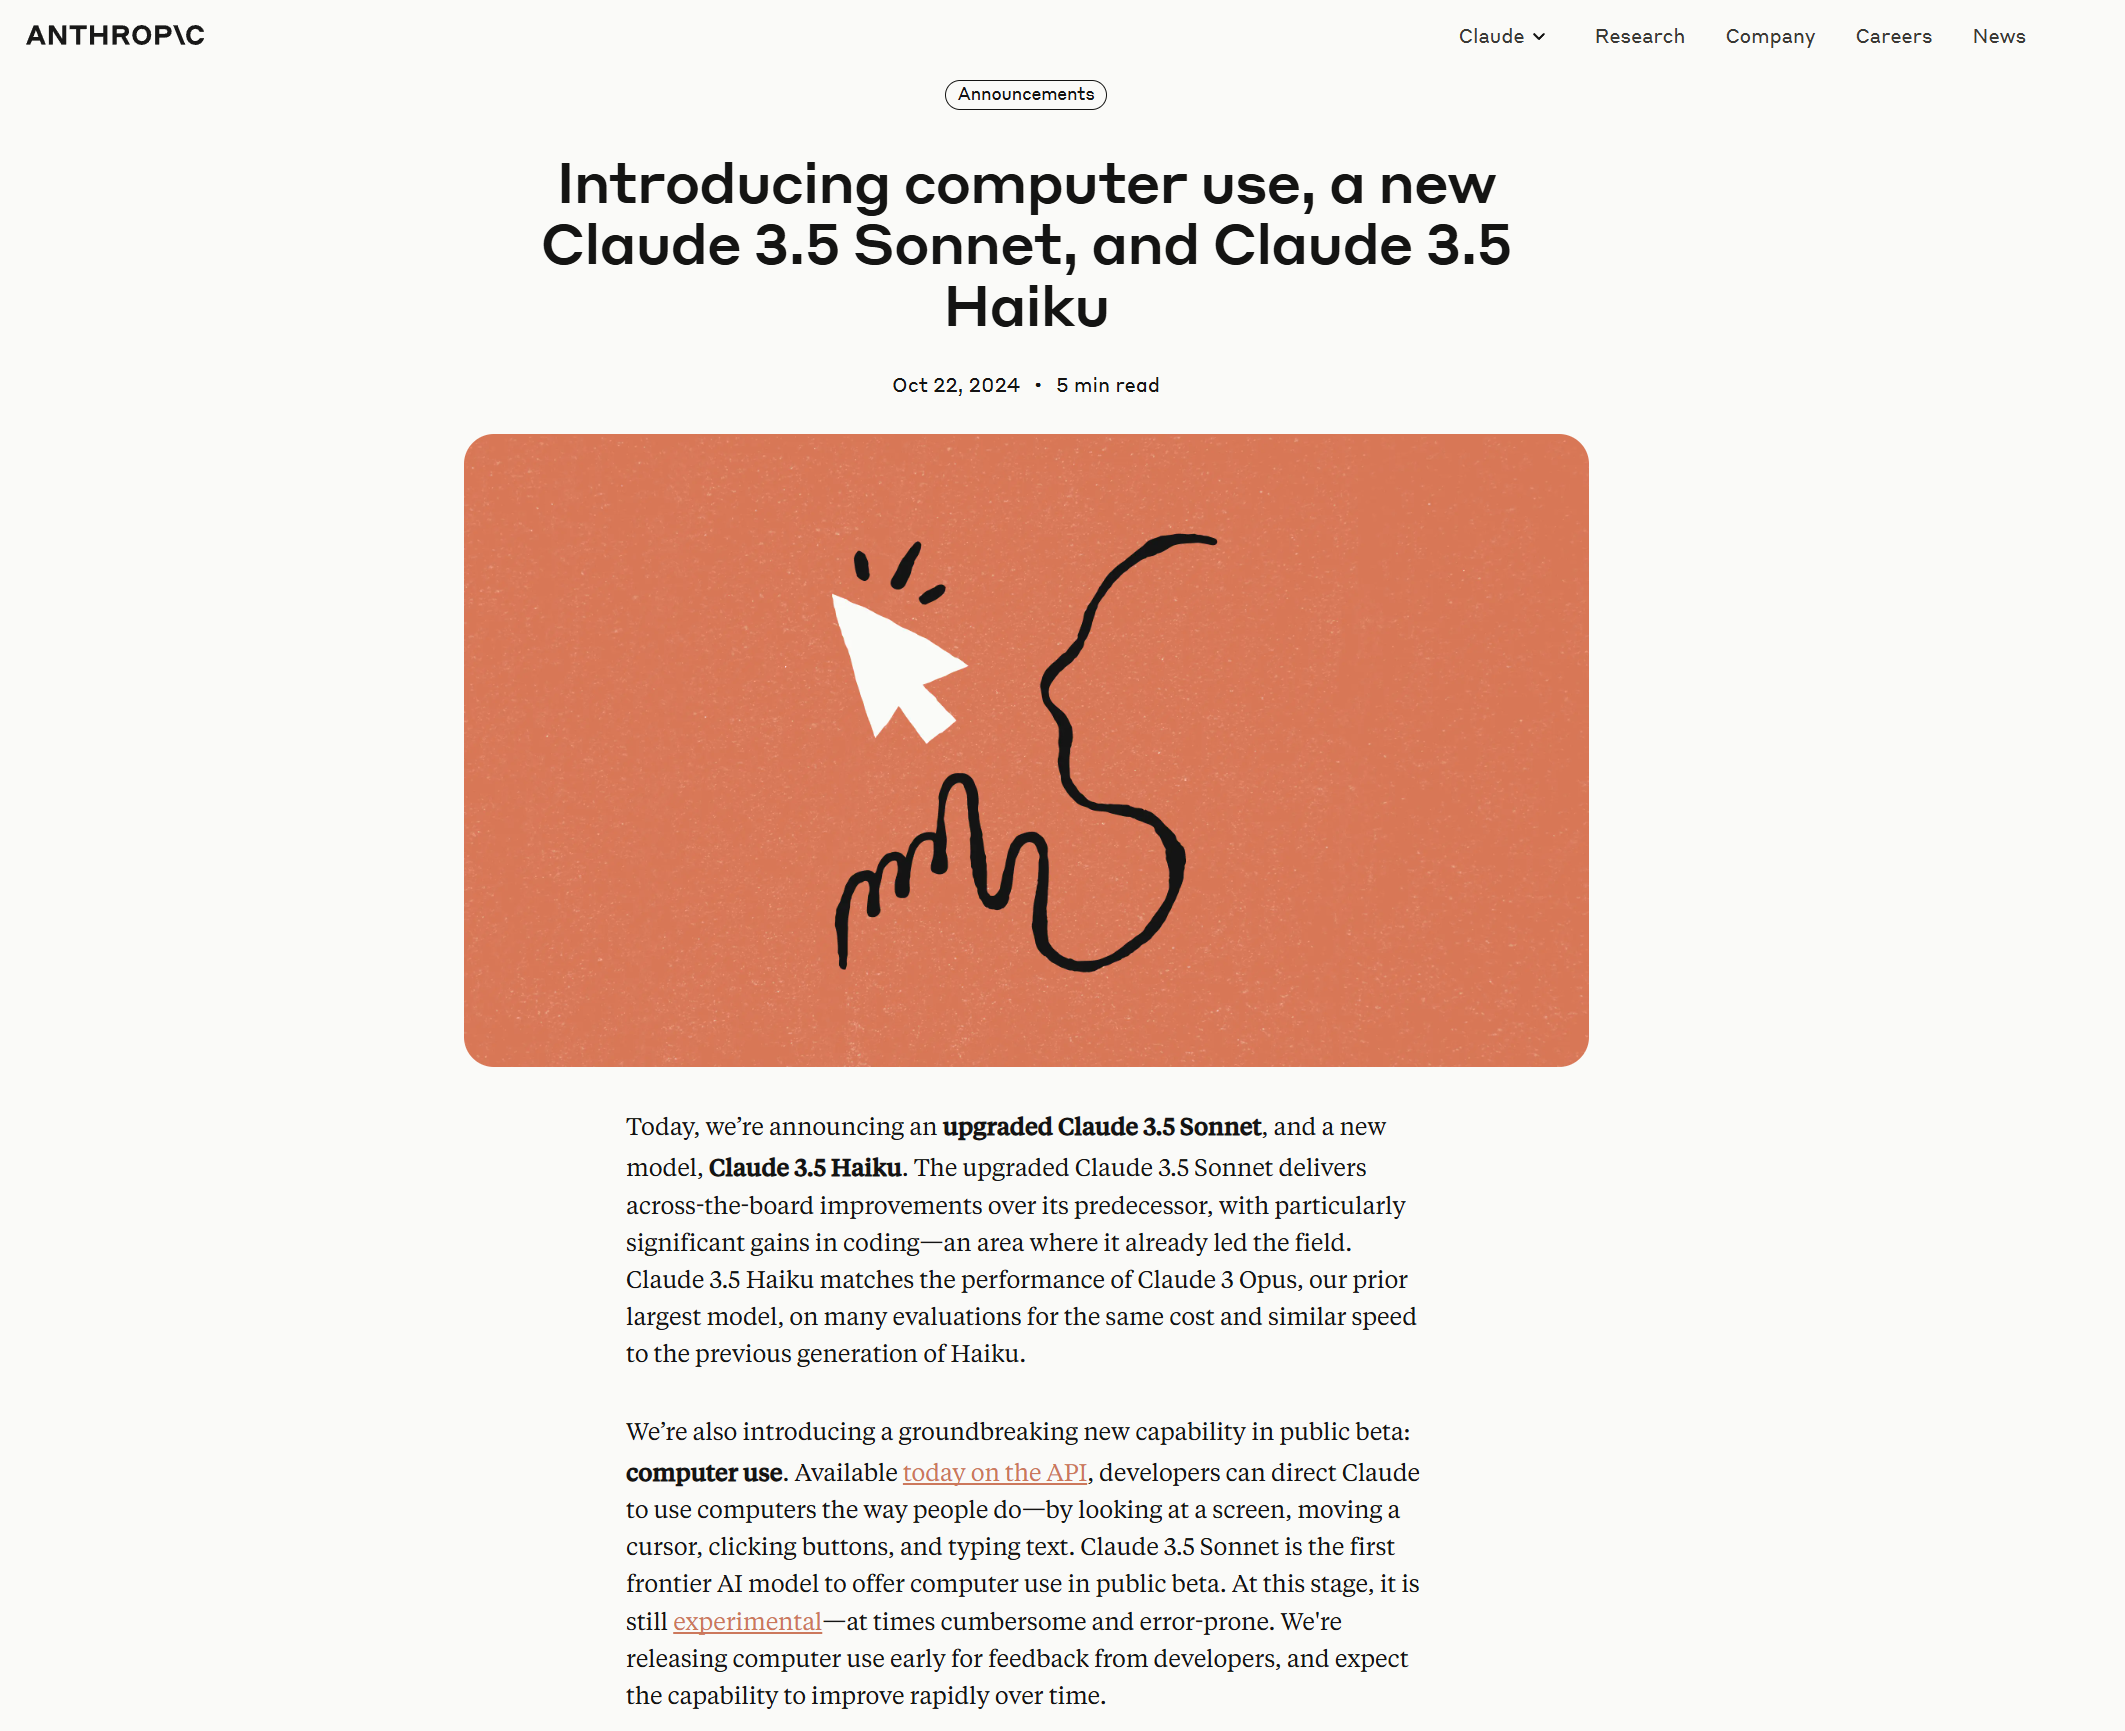 ANTHROP\C
Claude Research Company Careers News
Announcements
Introducing computer use, a new
Claude 3.5 Sonnet, and Claude 3.5
Haiku
Oct 22, 2024 • 5 min read
Today, we’re announcing an upgraded Claude 3.5 Sonnet, and a new
model, Claude 3.5 Haiku. The upgraded Claude 3.5 Sonnet delivers
across-the-board improvements over its predecessor, with particularly
significant gains in coding—an area where it already led the field.
Claude 3.5 Haiku matches the performance of Claude 3 Opus, our prior
largest model, on many evaluations for the same cost and similar speed
to the previous generation of Haiku.
We’re also introducing a groundbreaking new capability in public beta:
computer use. Available today on the API, developers can direct Claude
to use computers the way people do—by looking at a screen, moving a
cursor, clicking buttons, and typing text. Claude 3.5 Sonnet is the first
frontier AI model to offer computer use in public beta. At this stage, it is
still experimental—at times cumbersome and error-prone. We're
releasing computer use early for feedback from developers, and expect
the capability to improve rapidly over time.